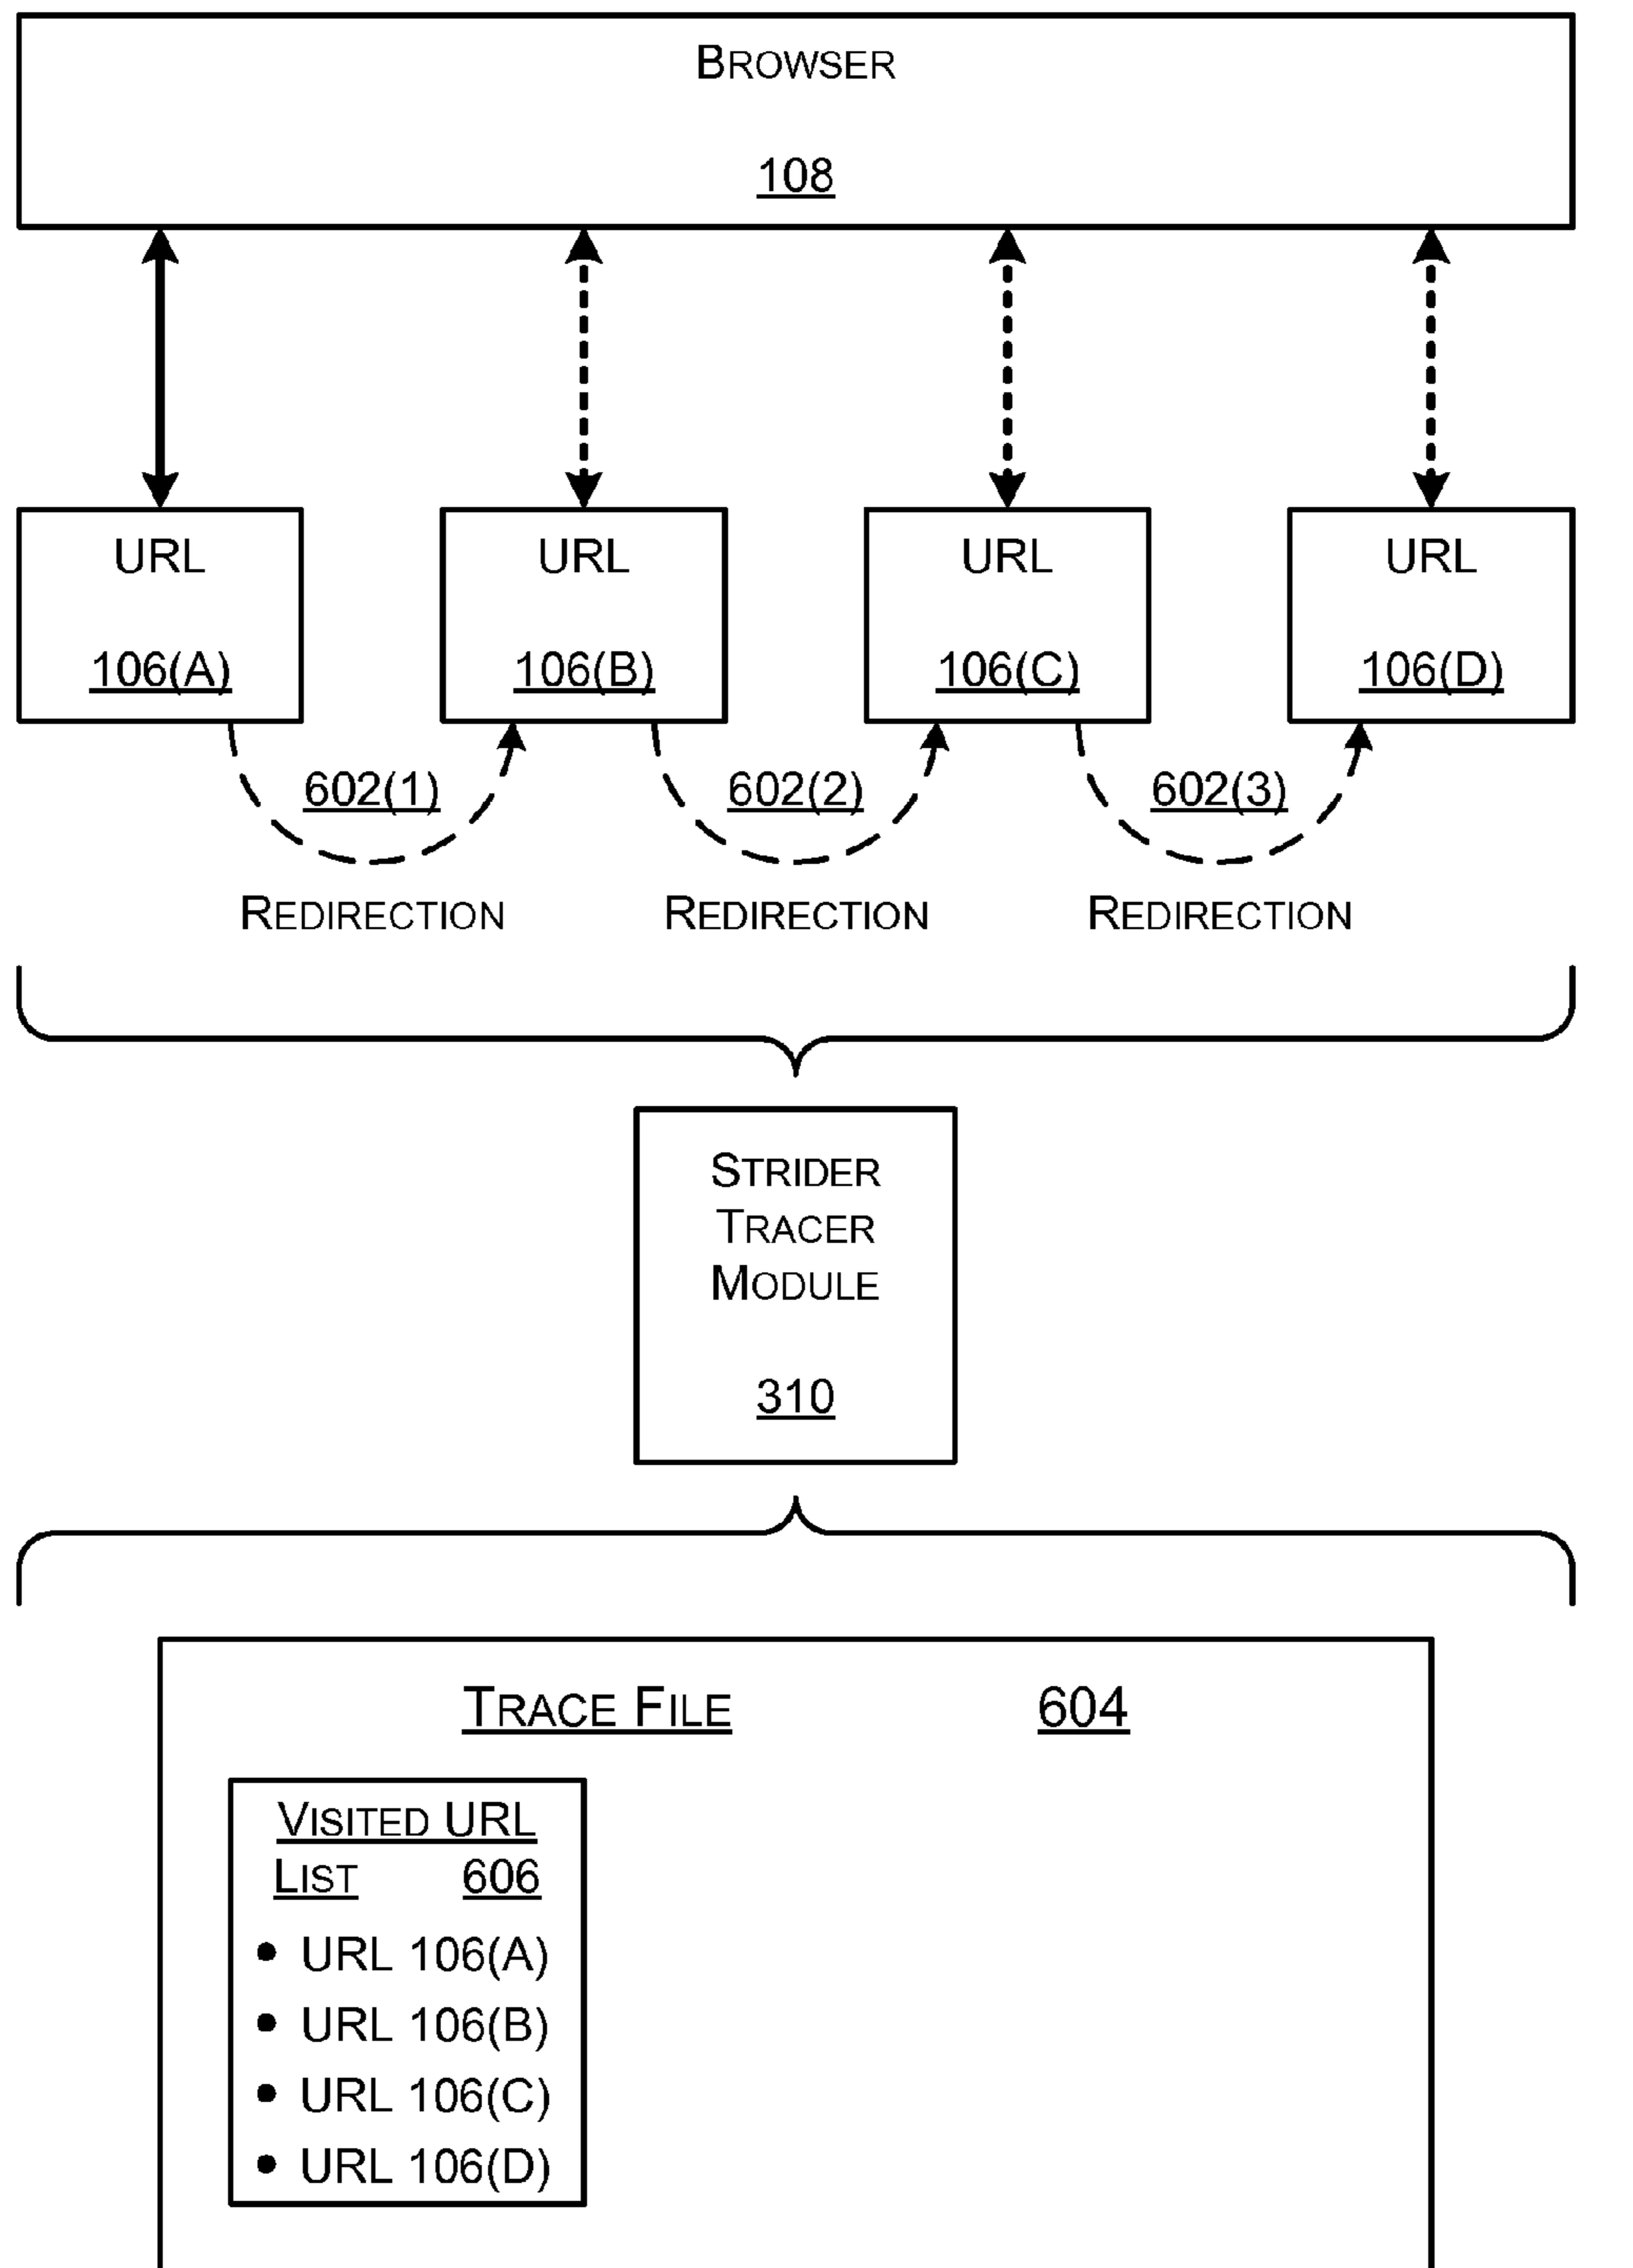 BROWSER
108
URL
106(A)
URL
106(B)
URL
106(C)
URL
106(D)
602(1)
602(2)
602(3)
REDIRECTION
REDIRECTION
REDIRECTION
STRIDER
TRACER
MODULE
310
TRACE FILE 604
VISITED URL
LIST 606
• URL 106(A)
• URL 106(B)
• URL 106(C)
• URL 106(D)